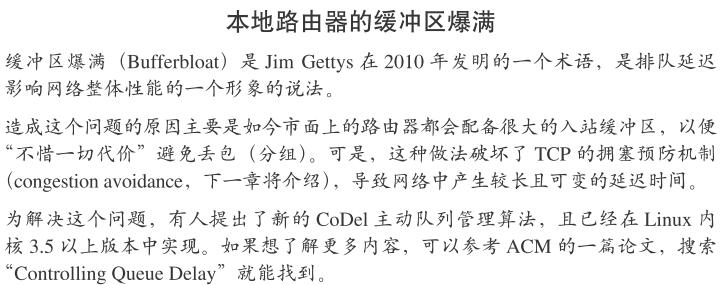 本地路由器的缓冲区爆满
缓冲区爆满（Bufferbloat）是 Jim Gettys 在 2010 年发明的一个术语，是排队延迟
影响网络整体性能的一个形象的说法。
造成这个问题的原因主要是如今市面上的路由器都会配备很大的入站缓冲区，以便
“不惜一切代价”避免丢包（分组）。可是，这种做法破坏了 TCP 的拥塞预防机制
（congestion avoidance，下一章将介绍），导致网络中产生较长且可变的延迟时间。
为解决这个问题，有人提出了新的 CoDel 主动队列管理算法，且已经在 Linux 内
核 3.5 以上版本中实现。如果想了解更多内容，可以参考 ACM 的一篇论文，搜索
“Controlling Queue Delay”就能找到。